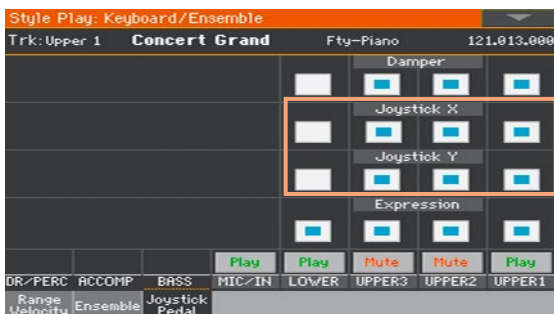 Style Play: Keyboard/Ensemble
Trk:Upper 1 Concert Grand Fty-Piano 121.013.000
Damper
Joystick X
Joystick Y
Expression
Play Play Mute Mute Play
DR/PERC ACCOMP BASS MIC/IN LOWER UPPER3 UPPER2 UPPER1
Range Velocity Ensemble Joystick Pedal